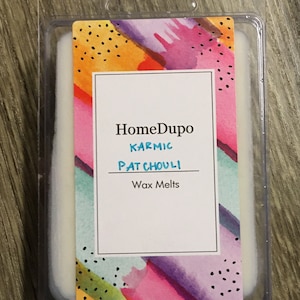 HomeDupo
KARMIC
PATCHOULI
Wax Melts